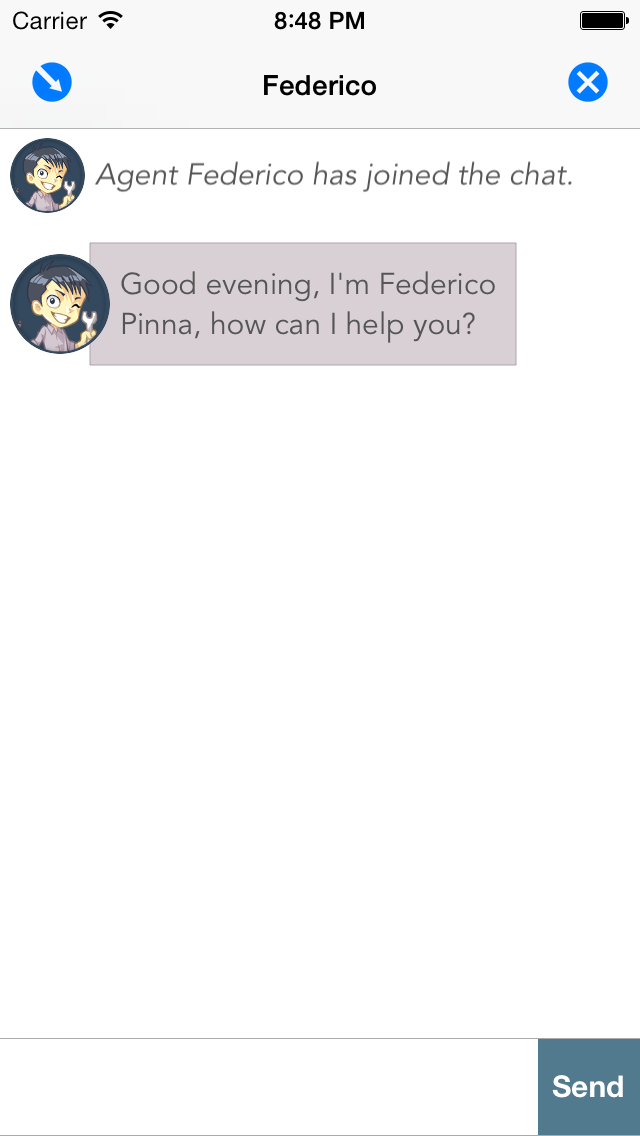 Carrier 8:48 PM
Federico
Agent Federico has joined the chat.
Good evening, I'm Federico
Pinna, how can I help you?
Send